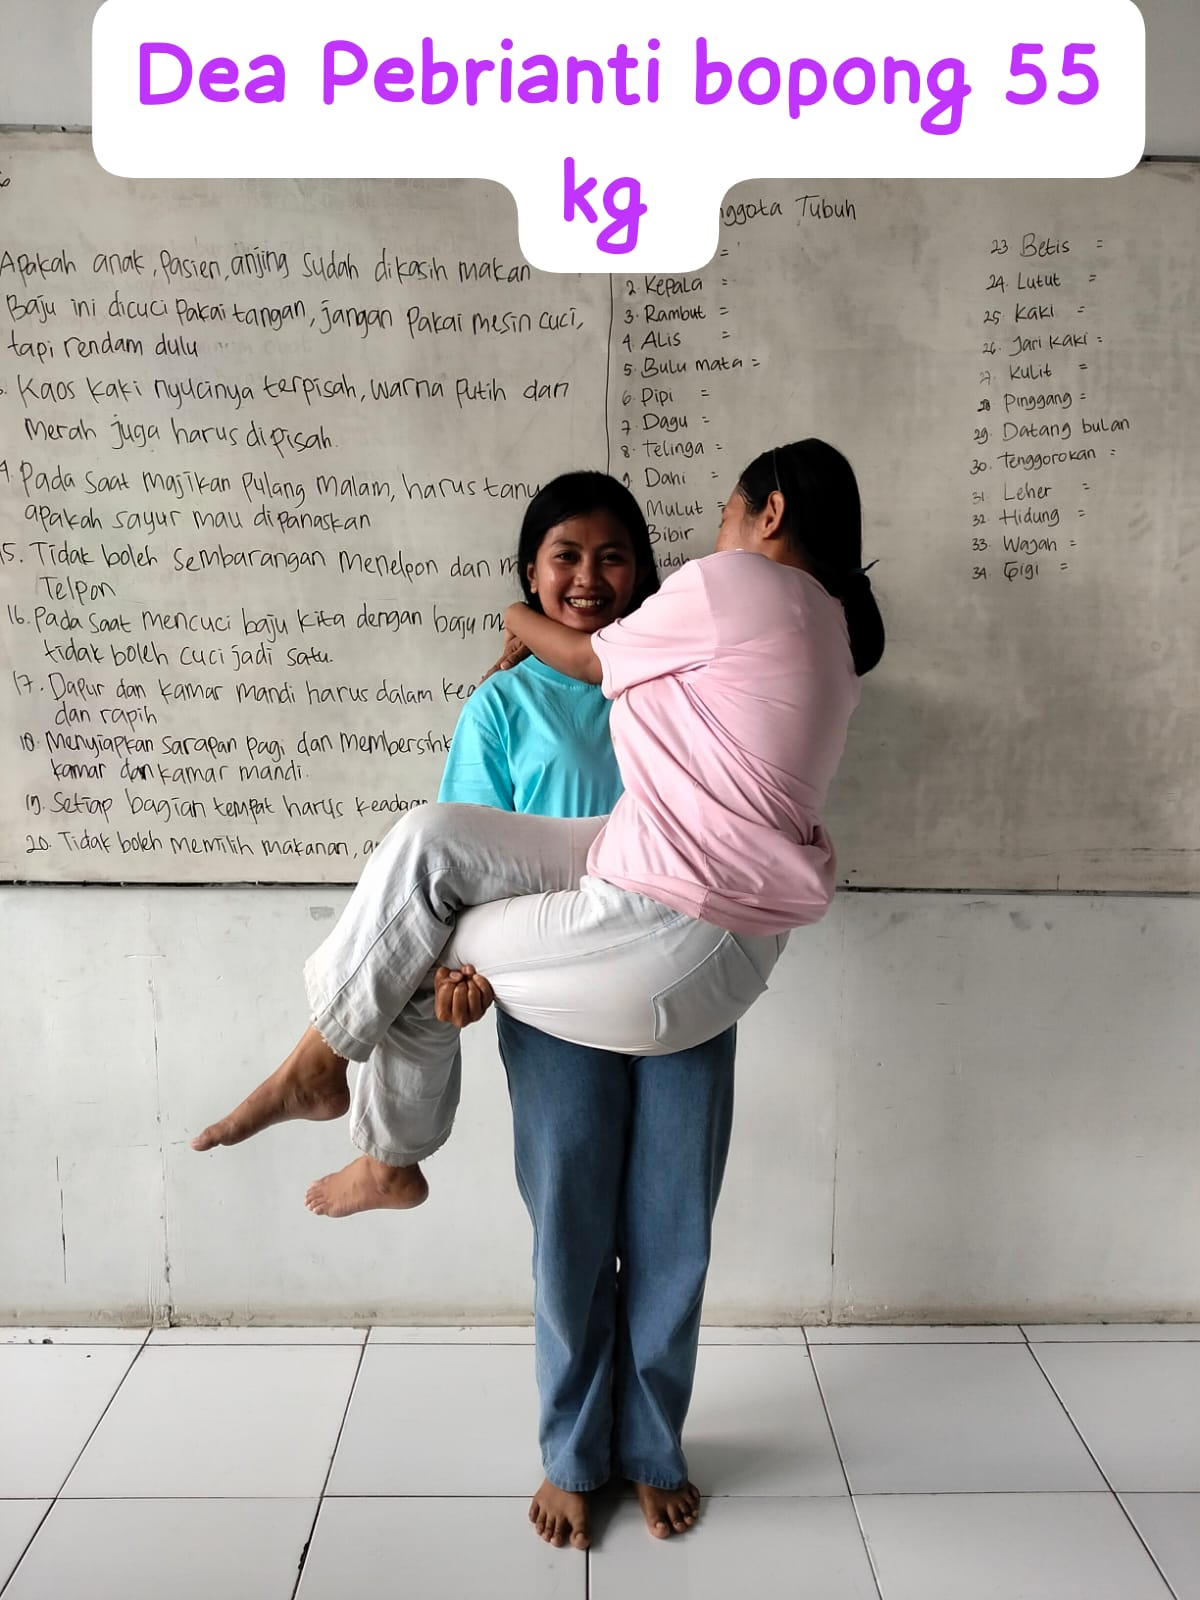 Dea Pebrianti bopong 55
kg
Apakah anak, Pasien, anjing sudah dikasih makan
Baju ini dicuci Pakai tangan, jangan Pakai mesin cuci,
tapi rendam dulu
Kaos Kaki nyucinya terpisah, warna Putih dan
Merah juga harus dipisah.
Pada saat majikan Pulang Malam, harus tany
apakah sayur mau dipanaskan
15. Tidak boleh sembarangan Menelpon dan m
Telpon
16. Pada saat mencuci baju Kita dengan baju m
tidak boleh cuci jadi satu.
17. Dapur dan Kamar mandi harus dalam kea
dan rapih
18. Menyiapkan sarapan pagi dan membersihk
kamar dan kamar mandi.
19. Setiap bagian tempat harus keadaan
20. Tidak boleh memilih makanan, a
nggota Tubuh
=
2. Kepala =
3. Rambut =
4. Alis =
5. Bulu mata =
6. Pipi =
7. Dagu =
8. Telinga =
9. Dahi =
Mulut =
Bibir
idah
23. Betis =
24. Lutut =
25. Kaki =
26. Jari Kaki =
27. Kulit =
28. Pinggang =
29. Datang bulan
30. Tenggorokan =
31. Leher =
32. Hidung =
33. Wajah =
34. Gigi =